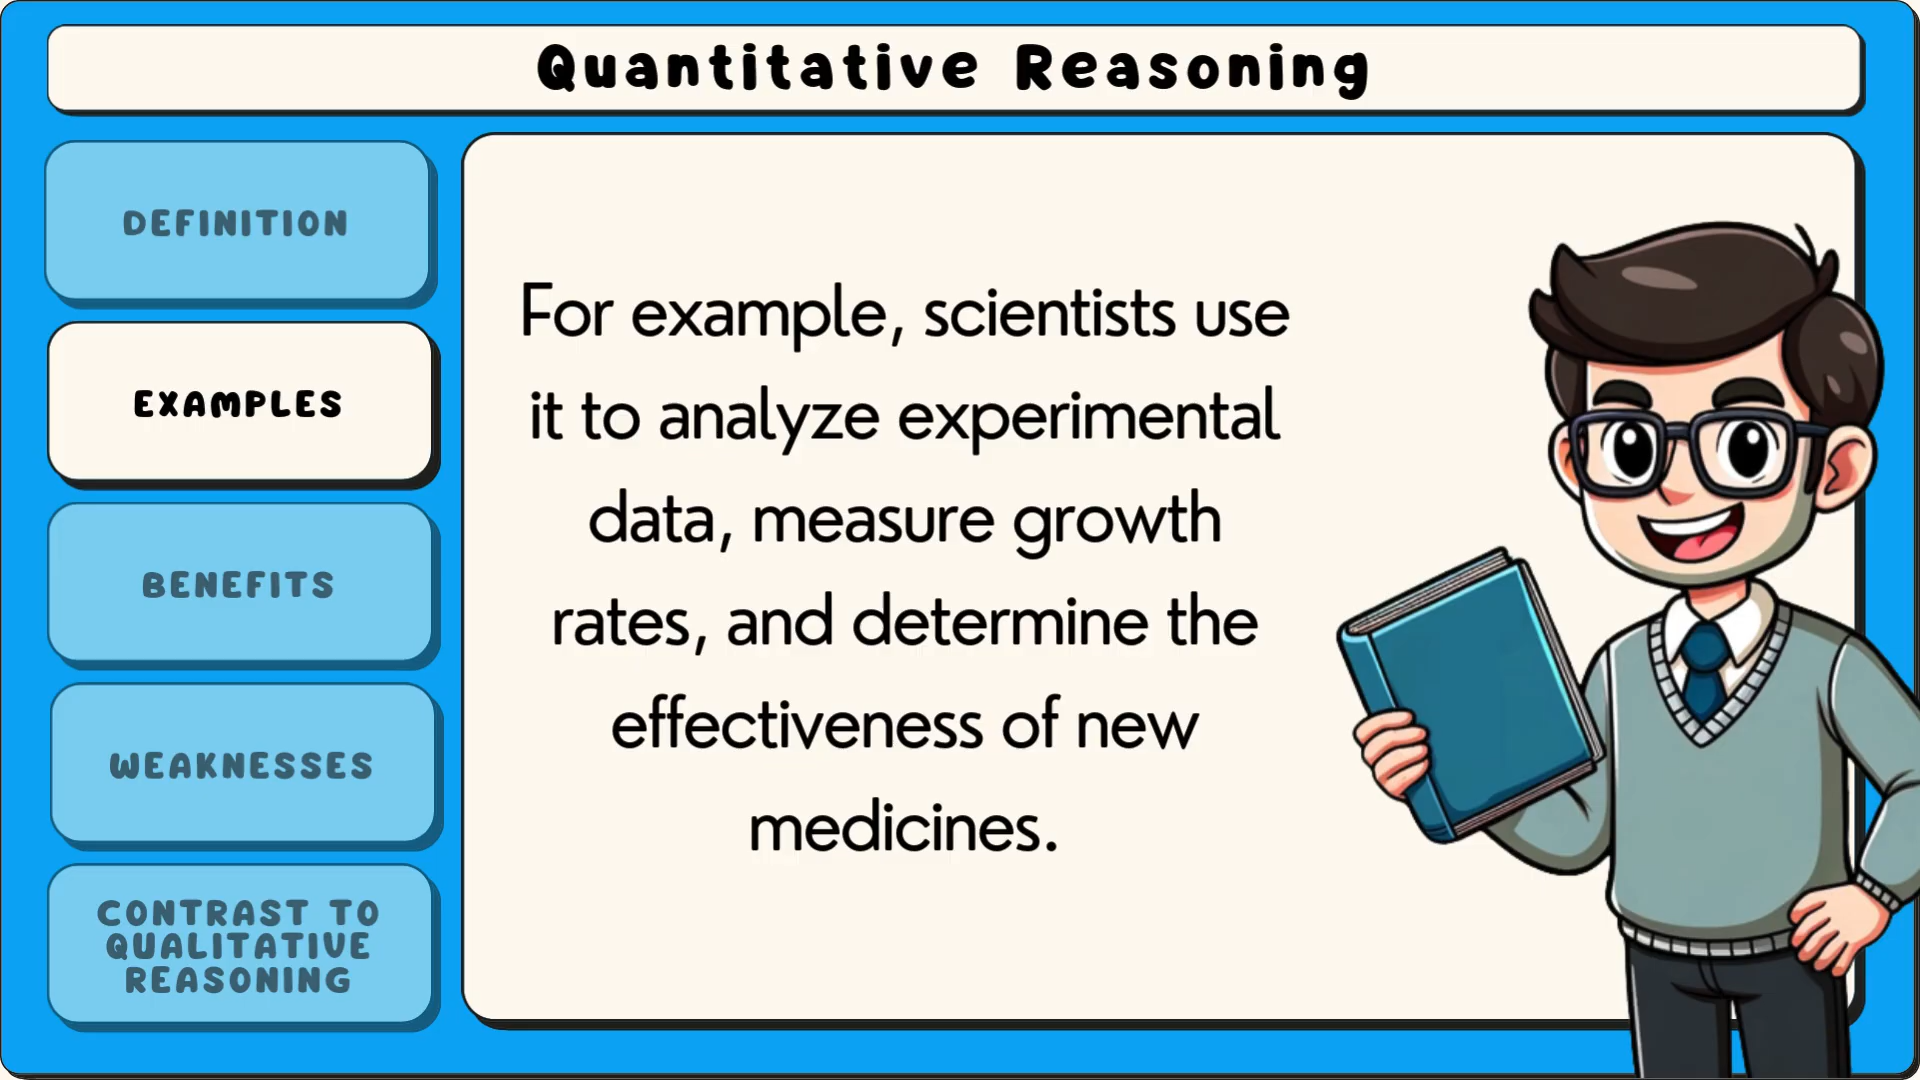 Quantitative Reasoning
DEFINITION
EXAMPLES
BENEFITS
WEAKNESSES
CONTRAST TO
QUALITATIVE
REASONING
For example, scientists use
it to analyze experimental
data, measure growth
rates, and determine the
effectiveness of new
medicines.